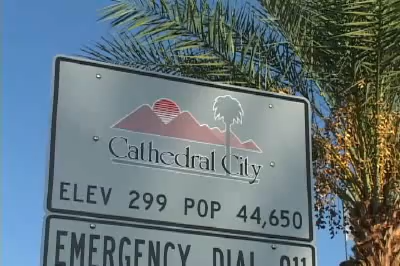 Cathedral City
ELEV 299 POP 44,650
EMERGENCY DIAL 911